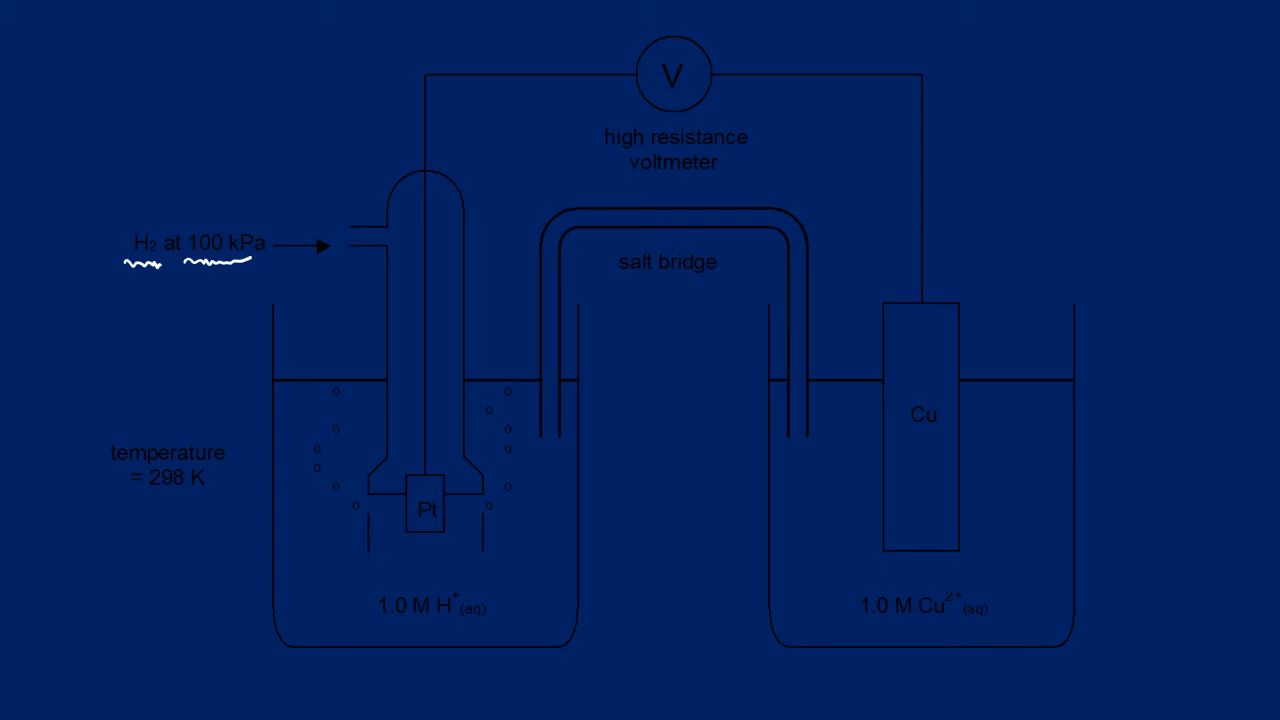 V
high resistance
voltmeter
H₂ at 100 kPa
salt bridge
Cu
temperature
= 298 K
Pt
1.0 M H⁺(aq)
1.0 M Cu²⁺(aq)